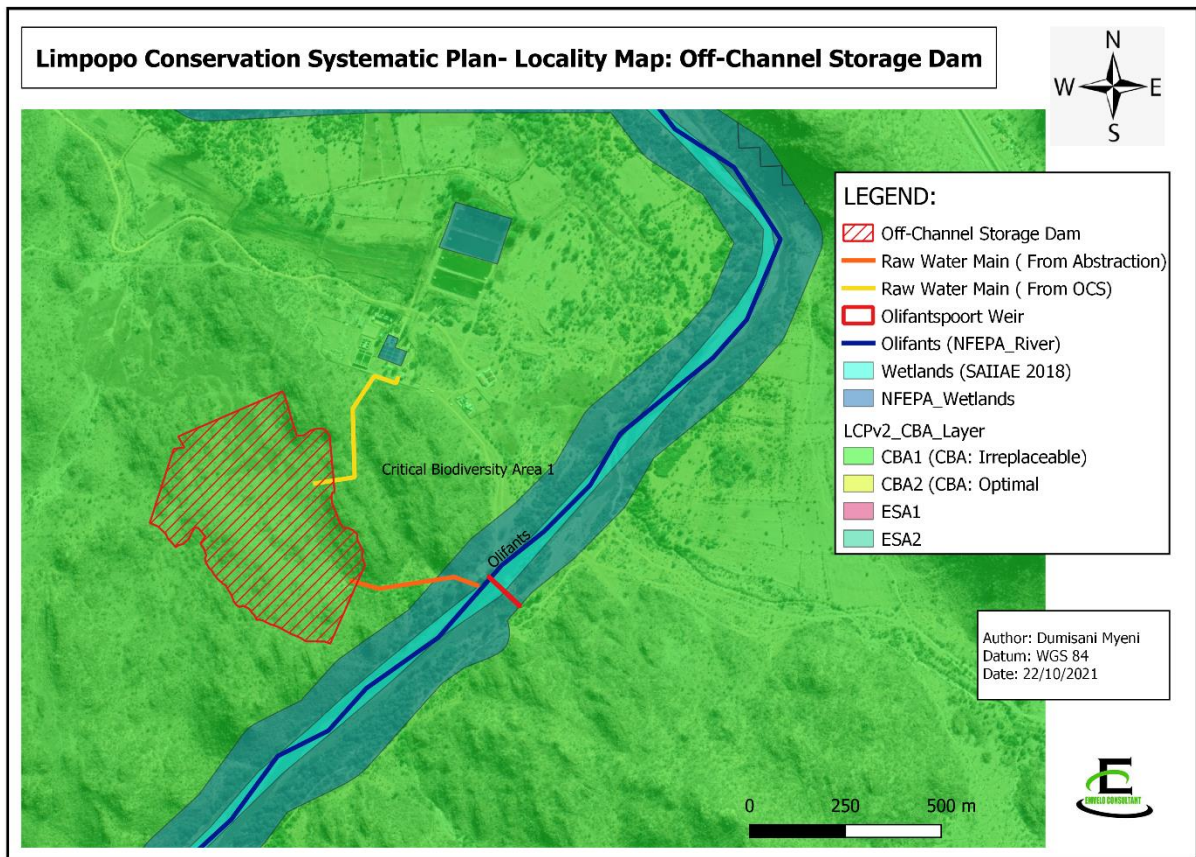 Limpopo Conservation Systematic Plan- Locality Map: Off-Channel Storage Dam
N
W
E
S
LEGEND:
Off-Channel Storage Dam
Raw Water Main ( From Abstraction)
Raw Water Main ( From OCS)
Olifantspoort Weir
Olifants (NFEPA_River)
Wetlands (SAIIAE 2018)
NFEPA_Wetlands
LCPv2_CBA_Layer
CBA1 (CBA: Irreplaceable)
CBA2 (CBA: Optimal
ESA1
ESA2
Critical Biodiversity Area 1
Olifants
Author: Dumisani Myeni
Datum: WGS 84
Date: 22/10/2021
0 250 500 m
E
EMVELO CONSULTANT